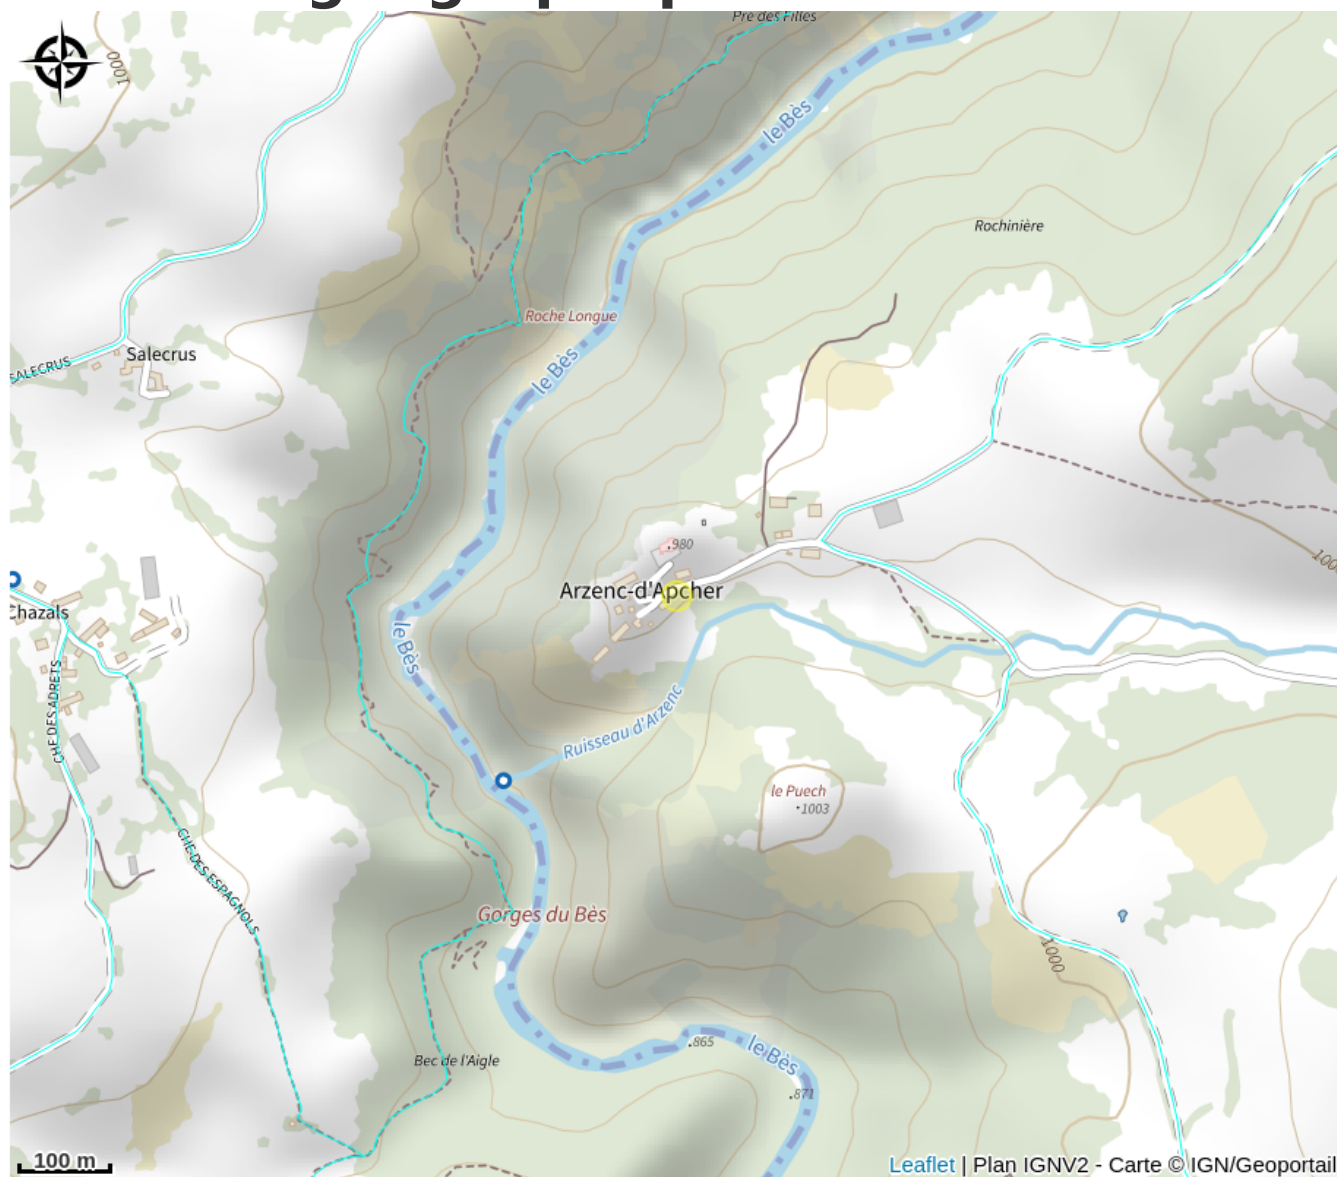 Pré des Filles
1000
le Bès
Rochinière
Roche Longue
Salecrus
SALECRUS
le Bès
980
Arzenc-d'Apcher
Chazals
le Bès
CHE DES ADRETS
Ruisseau d'Arzenc
le Puech
1003
CHE DES ESPAGNOLS
Gorges du Bès
1000
865
le Bès
Bec de l'Aigle
871
100 m
Leaflet | Plan IGNV2 - Carte © IGN/Geoportail